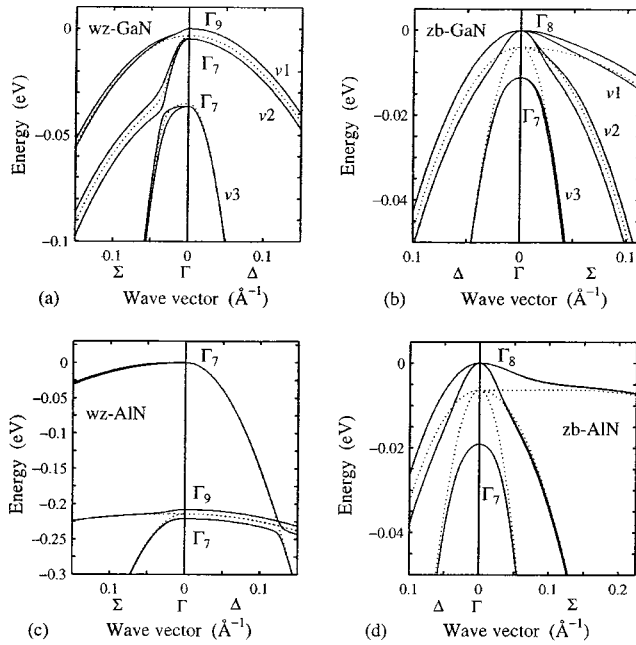 wz-GaN
Γ9
Γ7
Γ7
v1
v2
v3
0
−0.05
−0.1
Energy (eV)
0.1 0 0.1
Σ Γ Δ
(a) Wave vector (Å⁻¹)
zb-GaN
Γ8
Γ7
v1
v2
v3
0
−0.02
−0.04
Energy (eV)
0.1 0 0.1
Δ Γ Σ
(b) Wave vector (Å⁻¹)
wz-AlN
Γ7
Γ9
Γ7
0
−0.05
−0.1
−0.15
−0.2
−0.25
−0.3
Energy (eV)
0.1 0 0.1
Σ Γ Δ
(c) Wave vector (Å⁻¹)
Γ8
zb-AlN
Γ7
0
−0.02
−0.04
Energy (eV)
0.1 0 0.1 0.2
Δ Γ Σ
(d) Wave vector (Å⁻¹)